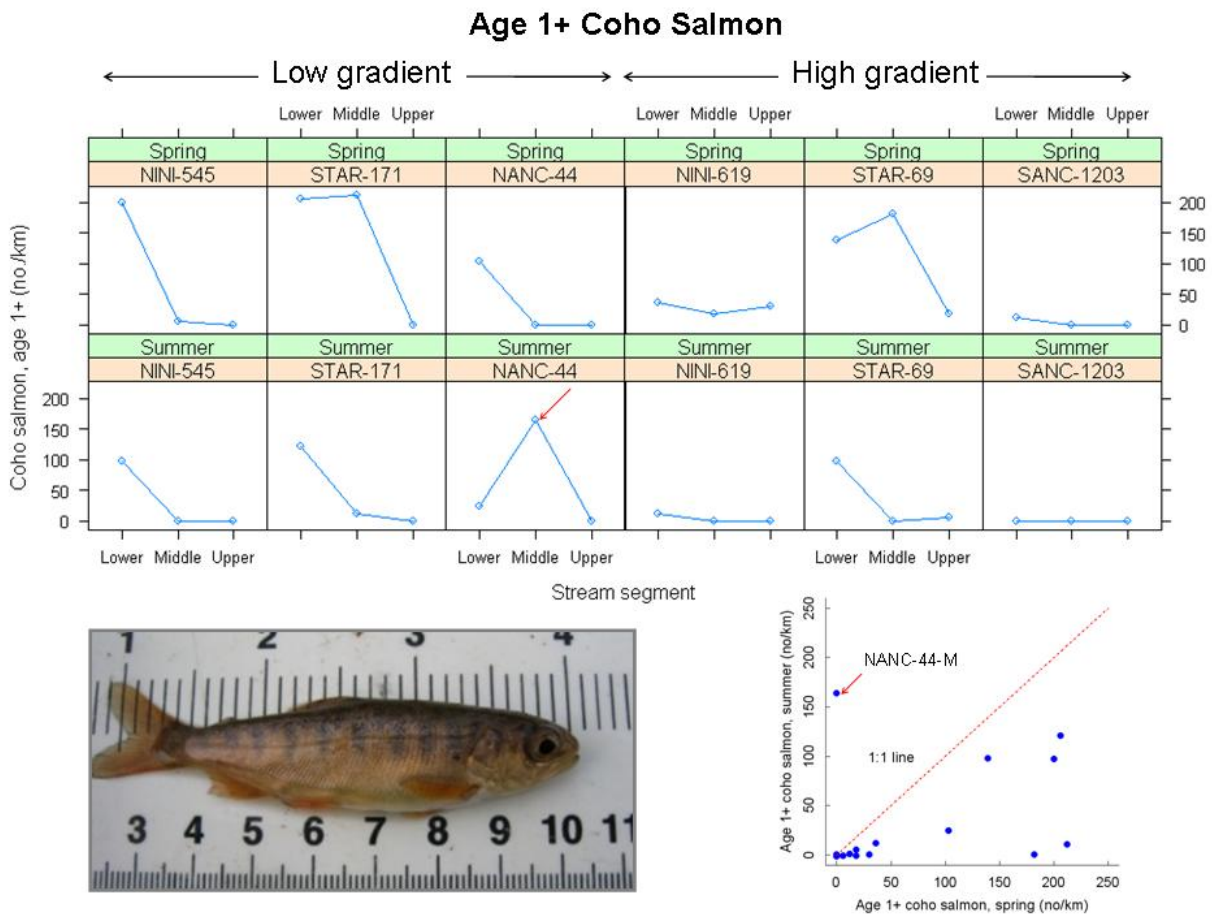 Age 1+ Coho Salmon
Low gradient High gradient
Lower Middle Upper Lower Middle Upper Lower Middle Upper
Spring Spring Spring Spring Spring Spring
NINI-545 STAR-171 NANC-44 NINI-619 STAR-69 SANC-1203
200
150
100
50
0
Coho salmon, age 1+ (no./km)
Summer Summer Summer Summer Summer Summer
NINI-545 STAR-171 NANC-44 NINI-619 STAR-69 SANC-1203
200
150
100
50
0
Lower Middle Upper Lower Middle Upper Lower Middle Upper
Stream segment
1 2 3 4
3 4 5 6 7 8 9 10 11
Age 1+ coho salmon, summer (no/km)
250
200
150
100
50
0
NANC-44-M
1:1 line
0 50 100 150 200 250
Age 1+ coho salmon, spring (no/km)